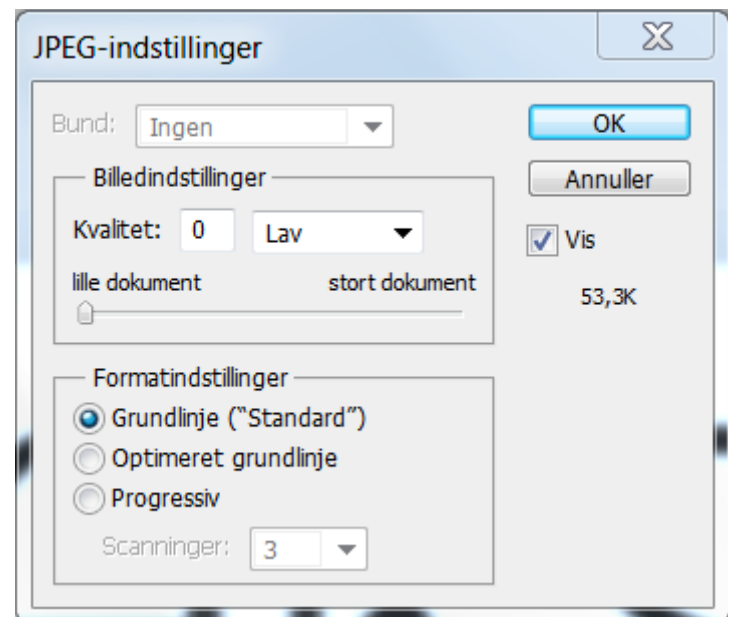 JPEG-indstillinger
Bund: Ingen
OK
Billedindstillinger
Annuller
Kvalitet: 0 Lav
Vis
lille dokument stort dokument
53,3K
Formatindstillinger
Grundlinje (“Standard”)
Optimeret grundlinje
Progressiv
Scanninger: 3